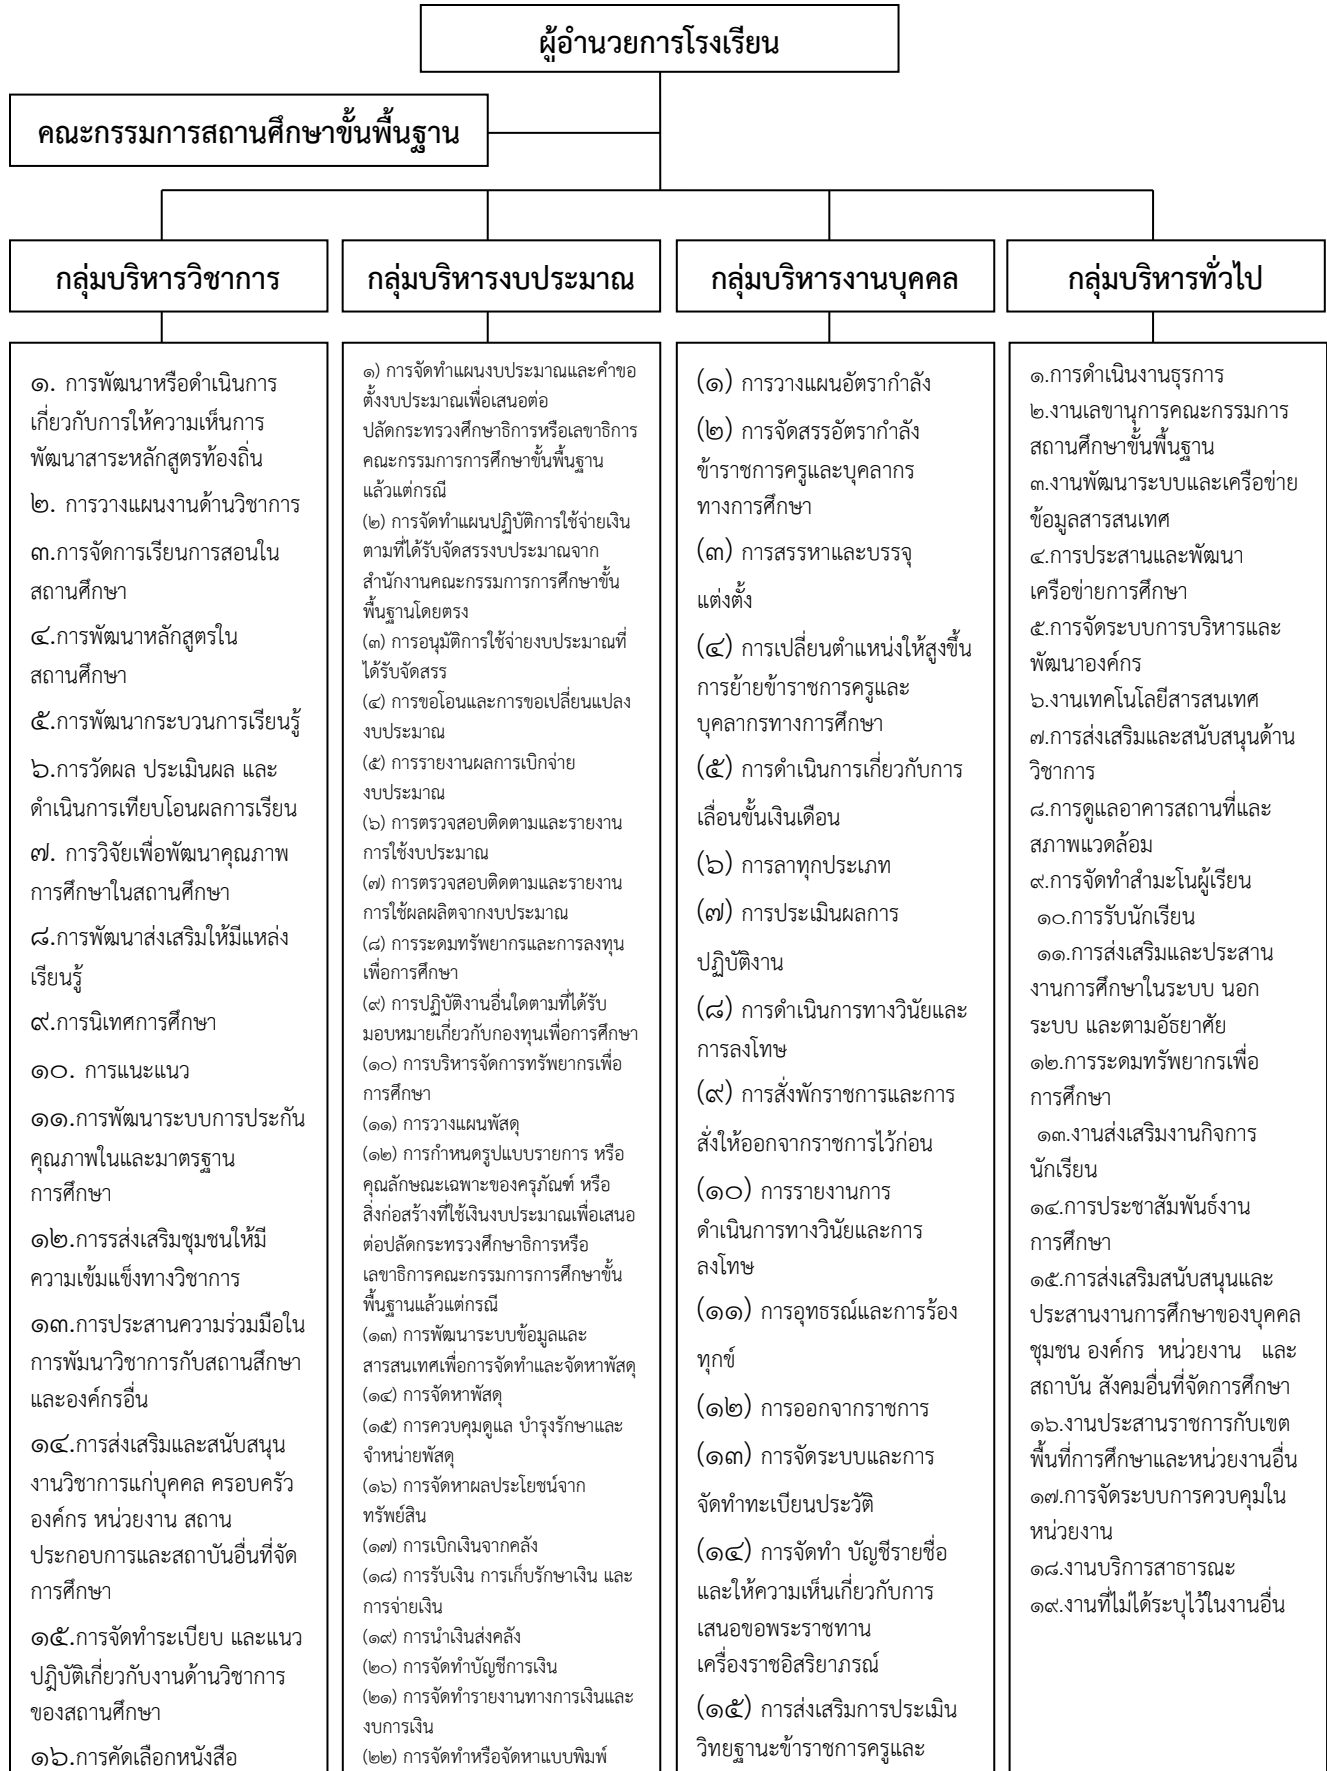 ผู้อำนวยการโรงเรียน
คณะกรรมการสถานศึกษาขั้นพื้นฐาน
กลุ่มบริหารวิชาการ
๑. การพัฒนาหรือดำเนินการ
เกี่ยวกับการให้ความเห็นการ
พัฒนาสาระหลักสูตรท้องถิ่น
๒. การวางแผนงานด้านวิชาการ
๓.การจัดการเรียนการสอนใน
สถานศึกษา
๔.การพัฒนาหลักสูตรใน
สถานศึกษา
๕.การพัฒนากระบวนการเรียนรู้
๖.การวัดผล ประเมินผล และ
ดำเนินการเทียบโอนผลการเรียน
๗. การวิจัยเพื่อพัฒนาคุณภาพ
การศึกษาในสถานศึกษา
๘.การพัฒนาส่งเสริมให้มีแหล่ง
เรียนรู้
๙.การนิเทศการศึกษา
๑๐. การแนะแนว
๑๑.การพัฒนาระบบการประกัน
คุณภาพในและมาตรฐาน
การศึกษา
๑๒.การรส่งเสริมชุมชนให้มี
ความเข้มแข็งทางวิชาการ
๑๓.การประสานความร่วมมือใน
การพัมนาวิชาการกับสถานสึกษา
และองค์กรอื่น
๑๔.การส่งเสริมและสนับสนุน
งานวิชาการแก่บุคคล ครอบครัว
องค์กร หน่วยงาน สถาน
ประกอบการและสถาบันอื่นที่จัด
การศึกษา
๑๕.การจัดทำระเบียบ และแนว
ปฎิบัติเกี่ยวกับงานด้านวิชาการ
ของสถานศึกษา
๑๖.การคัดเลือกหนังสือ
กลุ่มบริหารงบประมาณ
๑) การจัดทำแผนงบประมาณและคำขอ
ตั้งงบประมาณเพื่อเสนอต่อ
ปลัดกระทรวงศึกษาธิการหรือเลขาธิการ
คณะกรรมการการศึกษาขั้นพื้นฐาน
แล้วแต่กรณี
(๒) การจัดทำแผนปฏิบัติการใช้จ่ายเงิน
ตามที่ได้รับจัดสรรงบประมาณจาก
สำนักงานคณะกรรมการการศึกษาขั้น
พื้นฐานโดยตรง
(๓) การอนุมัติการใช้จ่ายงบประมาณที่
ได้รับจัดสรร
(๔) การขอโอนและการขอเปลี่ยนแปลง
งบประมาณ
(๕) การรายงานผลการเบิกจ่าย
งบประมาณ
(๖) การตรวจสอบติดตามและรายงาน
การใช้งบประมาณ
(๗) การตรวจสอบติดตามและรายงาน
การใช้ผลผลิตจากงบประมาณ
(๘) การระดมทรัพยากรและการลงทุน
เพื่อการศึกษา
(๙) การปฏิบัติงานอื่นใดตามที่ได้รับ
มอบหมายเกี่ยวกับกองทุนเพื่อการศึกษา
(๑๐) การบริหารจัดการทรัพยากรเพื่อ
การศึกษา
(๑๑) การวางแผนพัสดุ
(๑๒) การกำหนดรูปแบบรายการ หรือ
คุณลักษณะเฉพาะของครุภัณฑ์ หรือ
สิ่งก่อสร้างที่ใช้เงินงบประมาณเพื่อเสนอ
ต่อปลัดกระทรวงศึกษาธิการหรือ
เลขาธิการคณะกรรมการการศึกษาขั้น
พื้นฐานแล้วแต่กรณี
(๑๓) การพัฒนาระบบข้อมูลและ
สารสนเทศเพื่อการจัดทำและจัดหาพัสดุ
(๑๔) การจัดหาพัสดุ
(๑๕) การควบคุมดูแล บำรุงรักษาและ
จำหน่ายพัสดุ
(๑๖) การจัดหาผลประโยชน์จาก
ทรัพย์สิน
(๑๗) การเบิกเงินจากคลัง
(๑๘) การรับเงิน การเก็บรักษาเงิน และ
การจ่ายเงิน
(๑๙) การนำเงินส่งคลัง
(๒๐) การจัดทำบัญชีการเงิน
(๒๑) การจัดทำรายงานทางการเงินและ
งบการเงิน
(๒๒) การจัดทำหรือจัดหาแบบพิมพ์
กลุ่มบริหารงานบุคคล
(๑) การวางแผนอัตรากำลัง
(๒) การจัดสรรอัตรากำลัง
ข้าราชการครูและบุคลากร
ทางการศึกษา
(๓) การสรรหาและบรรจุ
แต่งตั้ง
(๔) การเปลี่ยนตำแหน่งให้สูงขึ้น
การย้ายข้าราชการครูและ
บุคลากรทางการศึกษา
(๕) การดำเนินการเกี่ยวกับการ
เลื่อนขั้นเงินเดือน
(๖) การลาทุกประเภท
(๗) การประเมินผลการ
ปฏิบัติงาน
(๘) การดำเนินการทางวินัยและ
การลงโทษ
(๙) การสั่งพักราชการและการ
สั่งให้ออกจากราชการไว้ก่อน
(๑๐) การรายงานการ
ดำเนินการทางวินัยและการ
ลงโทษ
(๑๑) การอุทธรณ์และการร้อง
ทุกข์
(๑๒) การออกจากราชการ
(๑๓) การจัดระบบและการ
จัดทำทะเบียนประวัติ
(๑๔) การจัดทำ บัญชีรายชื่อ
และให้ความเห็นเกี่ยวกับการ
เสนอขอพระราชทาน
เครื่องราชอิสริยาภรณ์
(๑๕) การส่งเสริมการประเมิน
วิทยฐานะข้าราชการครูและ
กลุ่มบริหารทั่วไป
๑.การดำเนินงานธุรการ
๒.งานเลขานุการคณะกรรมการ
สถานศึกษาขั้นพื้นฐาน
๓.งานพัฒนาระบบและเครือข่าย
ข้อมูลสารสนเทศ
๔.การประสานและพัฒนา
เครือข่ายการศึกษา
๕.การจัดระบบการบริหารและ
พัฒนาองค์กร
๖.งานเทคโนโลยีสารสนเทศ
๗.การส่งเสริมและสนับสนุนด้าน
วิชาการ
๘.การดูแลอาคารสถานที่และ
สภาพแวดล้อม
๙.การจัดทำสำมะโนผู้เรียน
๑๐.การรับนักเรียน
๑๑.การส่งเสริมและประสาน
งานการศึกษาในระบบ นอก
ระบบ และตามอัธยาศัย
๑๒.การระดมทรัพยากรเพื่อ
การศึกษา
๑๓.งานส่งเสริมงานกิจการ
นักเรียน
๑๔.การประชาสัมพันธ์งาน
การศึกษา
๑๕.การส่งเสริมสนับสนุนและ
ประสานงานการศึกษาของบุคคล
ชุมชน องค์กร หน่วยงาน และ
สถาบัน สังคมอื่นที่จัดการศึกษา
๑๖.งานประสานราชการกับเขต
พื้นที่การศึกษาและหน่วยงานอื่น
๑๗.การจัดระบบการควบคุมใน
หน่วยงาน
๑๘.งานบริการสาธารณะ
๑๙.งานที่ไม่ได้ระบุไว้ในงานอื่น